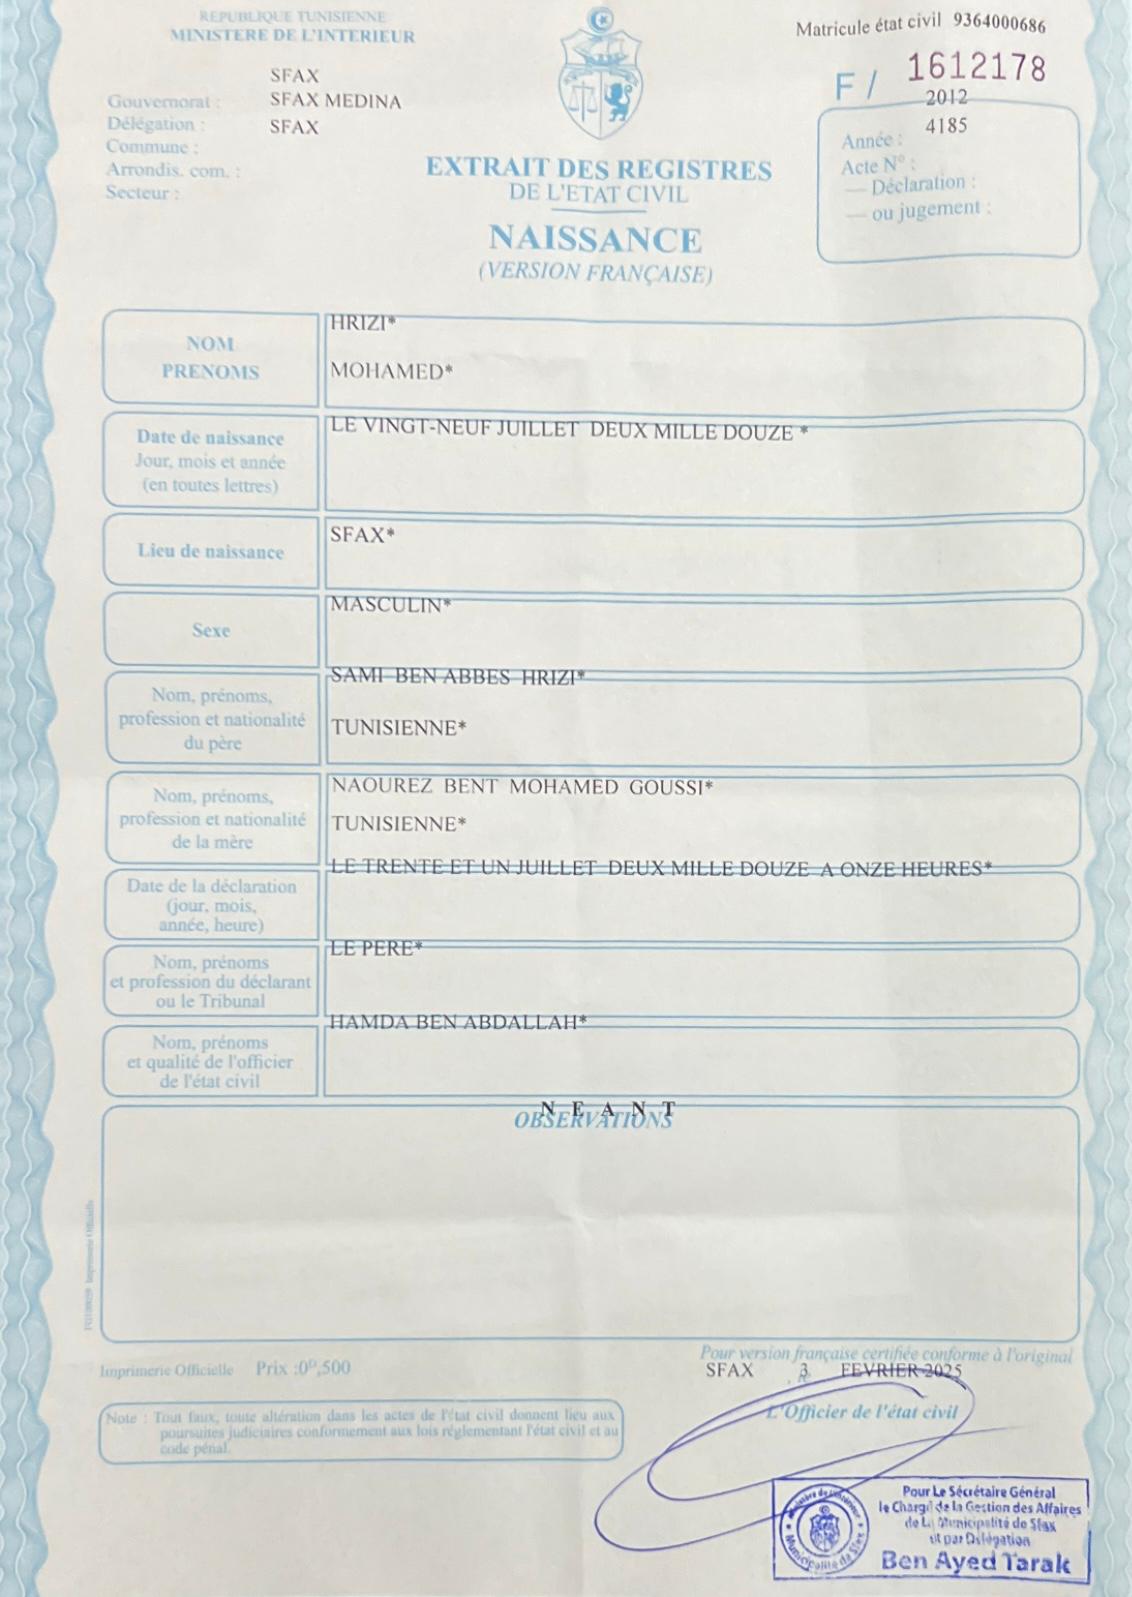 REPUBLIQUE TUNISIENNE
MINISTERE DE L'INTERIEUR
Matricule état civil 9364000686
F / 1612178
SFAX
Gouvernorat : SFAX MEDINA
Délégation : SFAX
Commune :
Arrondis. com. :
Secteur :
2012
Année : 4185
Acte N° :
— Déclaration :
— ou jugement :
EXTRAIT DES REGISTRES
DE L'ETAT CIVIL
NAISSANCE
(VERSION FRANÇAISE)
NOM
PRENOMS
HRIZI*
MOHAMED*
Date de naissance
Jour, mois et année
(en toutes lettres)
LE VINGT-NEUF JUILLET DEUX MILLE DOUZE *
Lieu de naissance
SFAX*
Sexe
MASCULIN*
Nom, prénoms,
profession et nationalité
du père
SAMI BEN ABBES HRIZI*
TUNISIENNE*
Nom, prénoms,
profession et nationalité
de la mère
NAOUREZ BENT MOHAMED GOUSSI*
TUNISIENNE*
Date de la déclaration
(jour, mois,
année, heure)
LE TRENTE ET UN JUILLET DEUX MILLE DOUZE A ONZE HEURES*
Nom, prénoms
et profession du déclarant
ou le Tribunal
LE PERE*
Nom, prénoms
et qualité de l'officier
de l'état civil
HAMDA BEN ABDALLAH*
N E A N T
OBSERVATIONS
Imprimerie Officielle
Imprimerie Officielle Prix :0ᴰ,500
Pour version française certifiée conforme à l'original
SFAX 3 FEVRIER 2025
L'Officier de l'état civil
Note : Tout faux, toute altération dans les actes de l'état civil donnent lieu aux
poursuites judiciaires conformement aux lois réglementant l'état civil et au
code pénal.
Pour Le Sécrétaire Général
le Chargé de la Gestion des Affaires
de La Municipalité de Sfax
et par Délégation
Ben Ayed Tarak
Ministère de l'Intérieur
Municipalité de Sfax